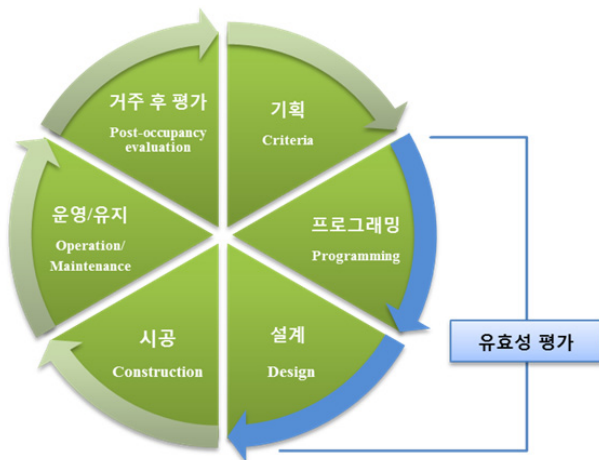 거주 후 평가
Post-occupancy
evaluation
기획
Criteria
운영/유지
Operation/
Maintenance
프로그래밍
Programming
시공
Construction
설계
Design
유효성 평가